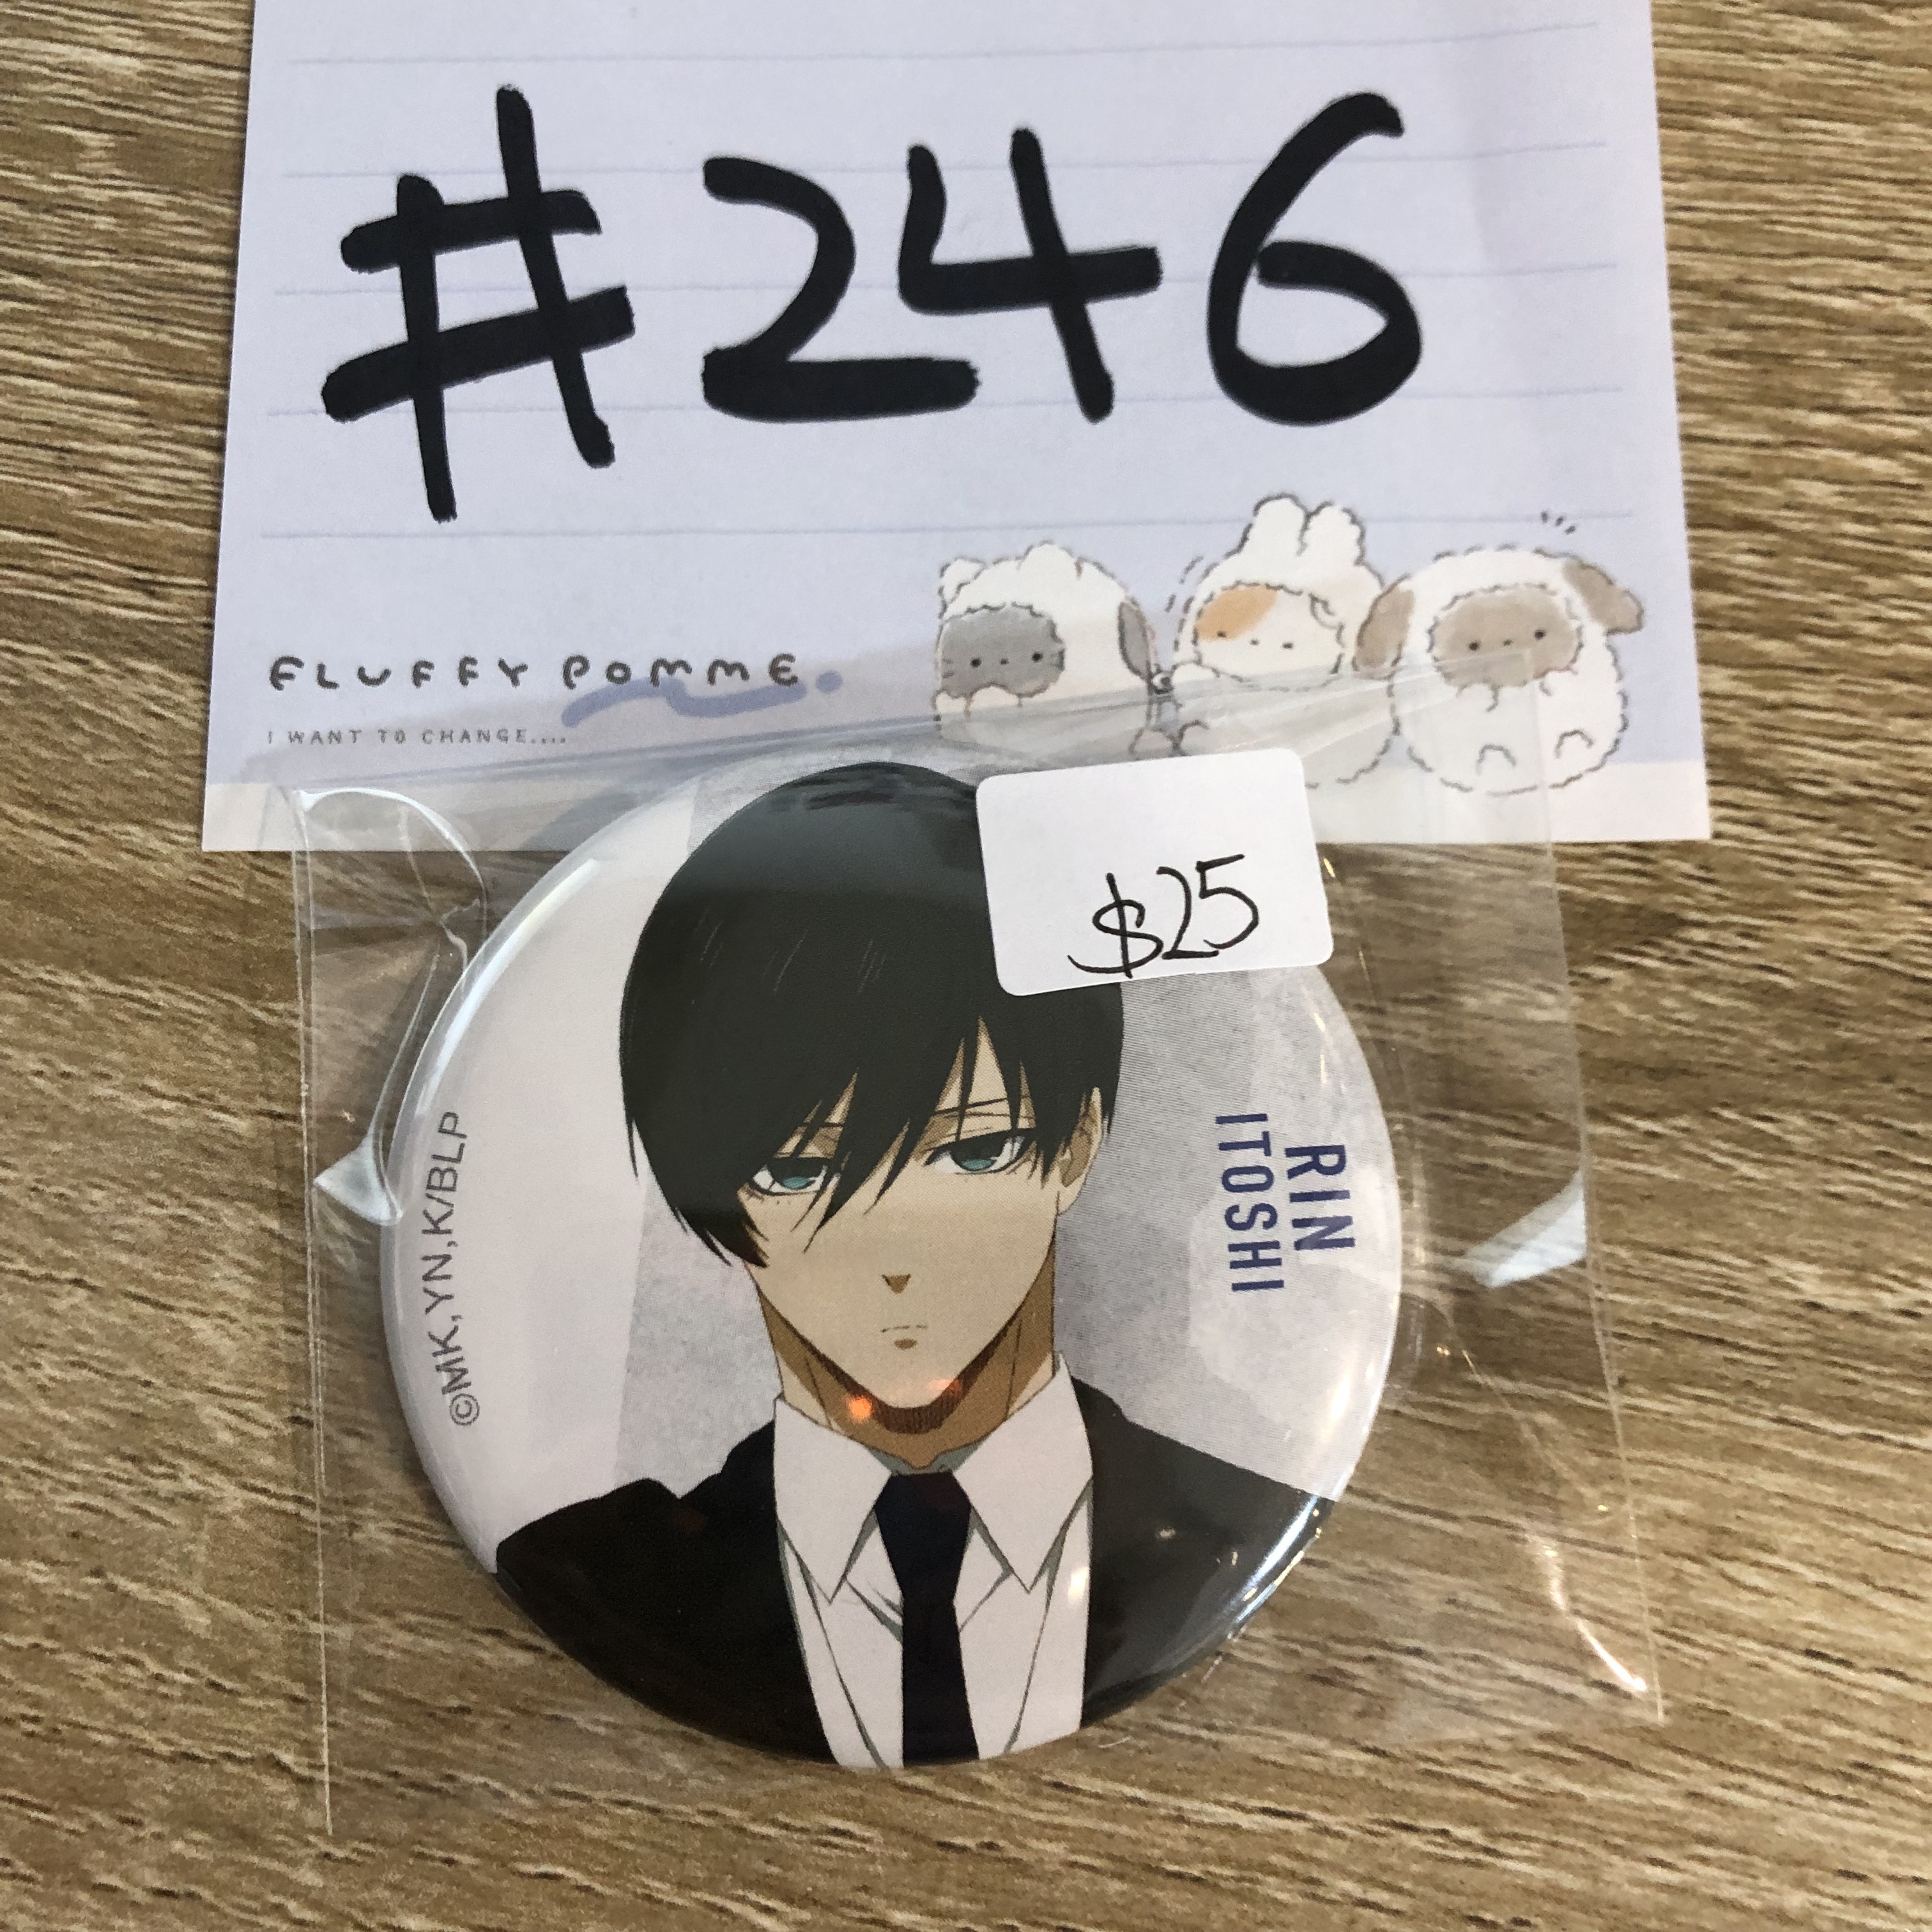 #246
FLUFFY POMME.
I WANT TO CHANGE....
$25
RIN
ITOSHI
©MK,YN,K/BLP